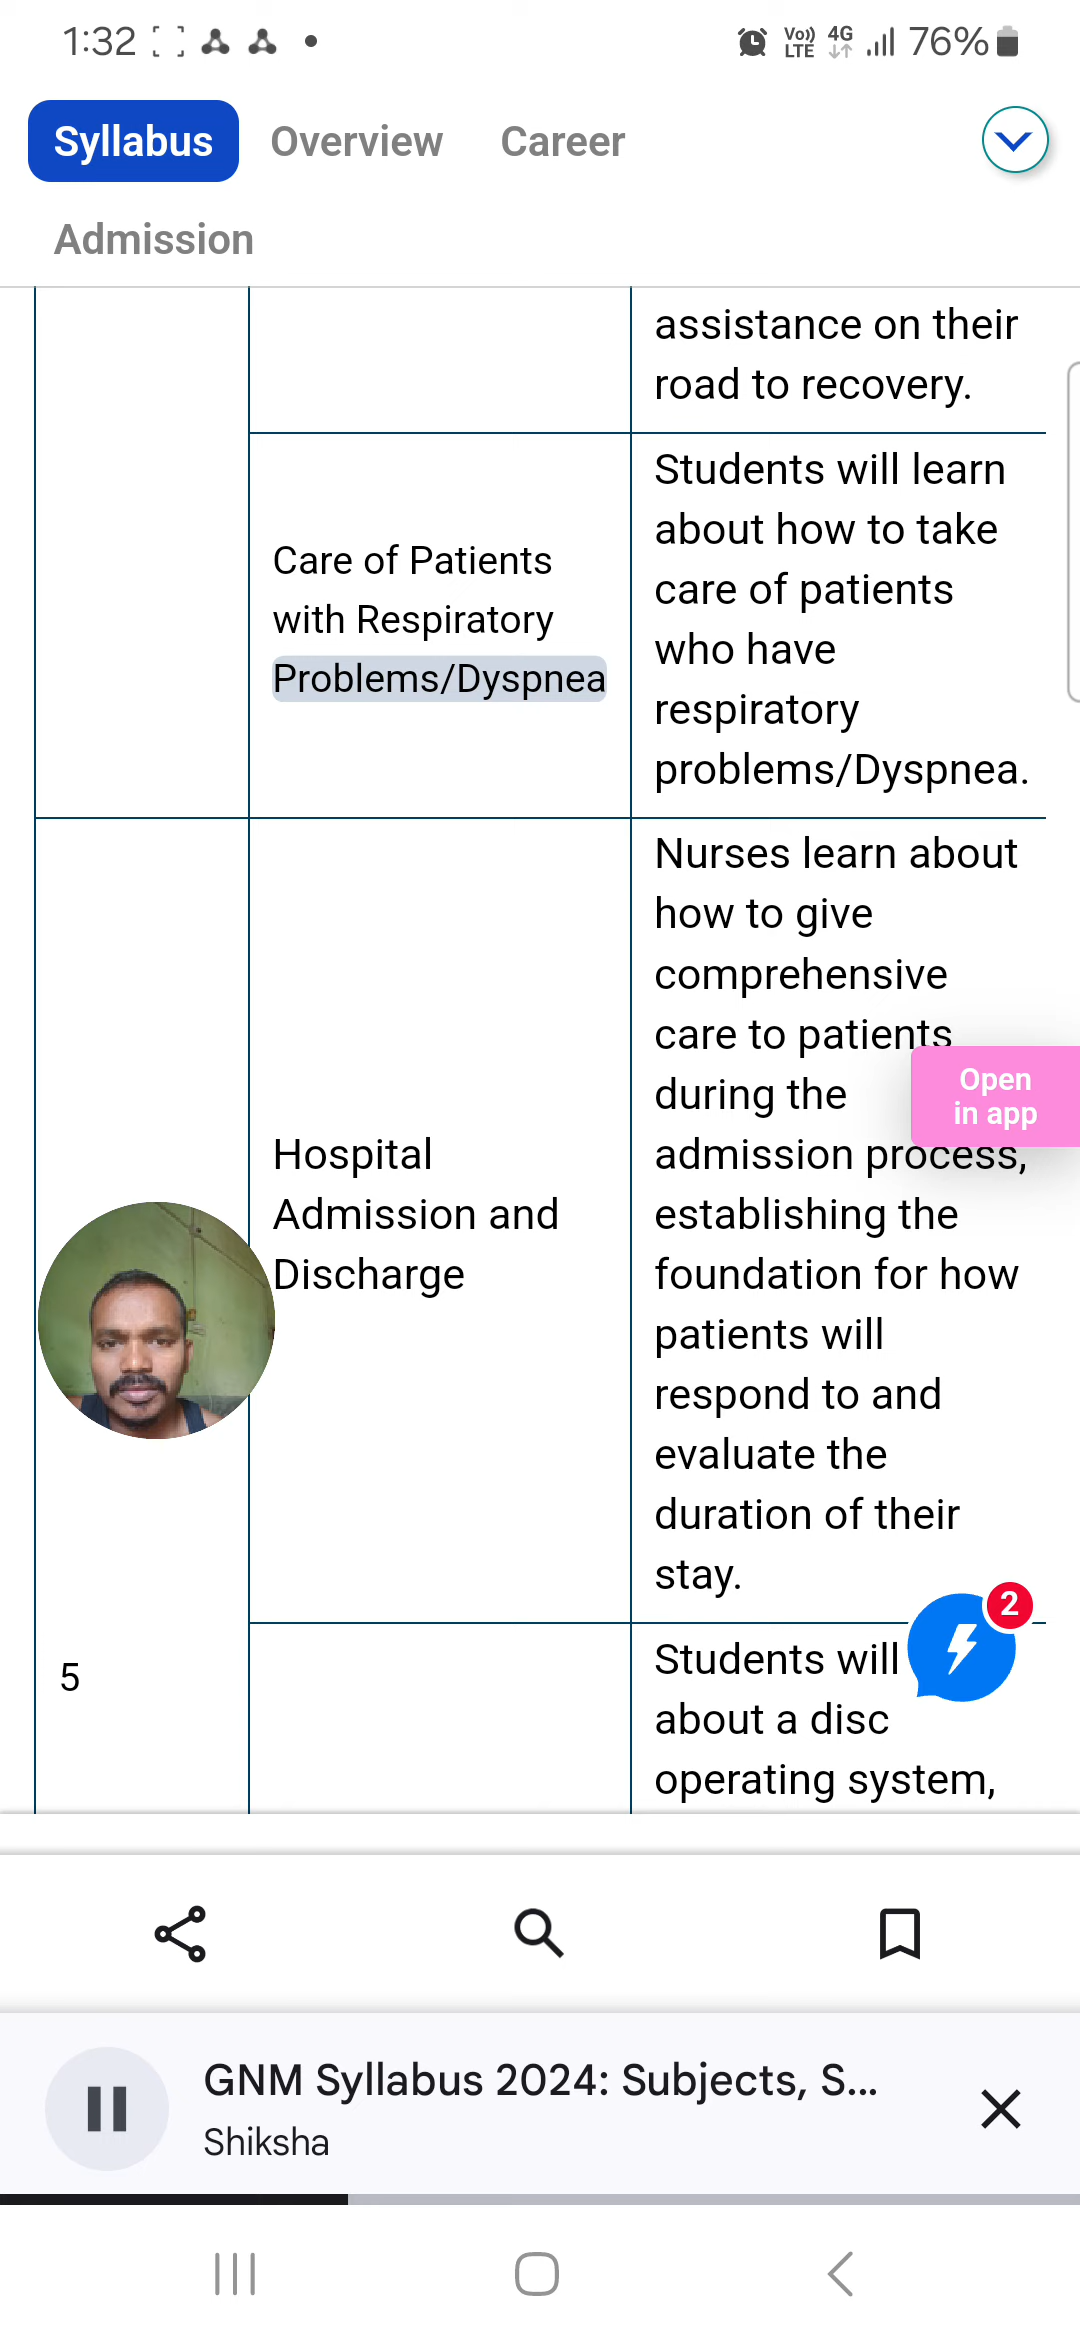 1:32
Vo)) LTE 4G 76%
Syllabus Overview Career
Admission
assistance on their
road to recovery.
Care of Patients
with Respiratory
Problems/Dyspnea
Students will learn
about how to take
care of patients
who have
respiratory
problems/Dyspnea.
5
Hospital
Admission and
Discharge
Nurses learn about
how to give
comprehensive
care to patients
during the
admission process,
establishing the
foundation for how
patients will
respond to and
evaluate the
duration of their
stay.
Open
in app
2
Students will
about a disc
operating system,
GNM Syllabus 2024: Subjects, S...
Shiksha